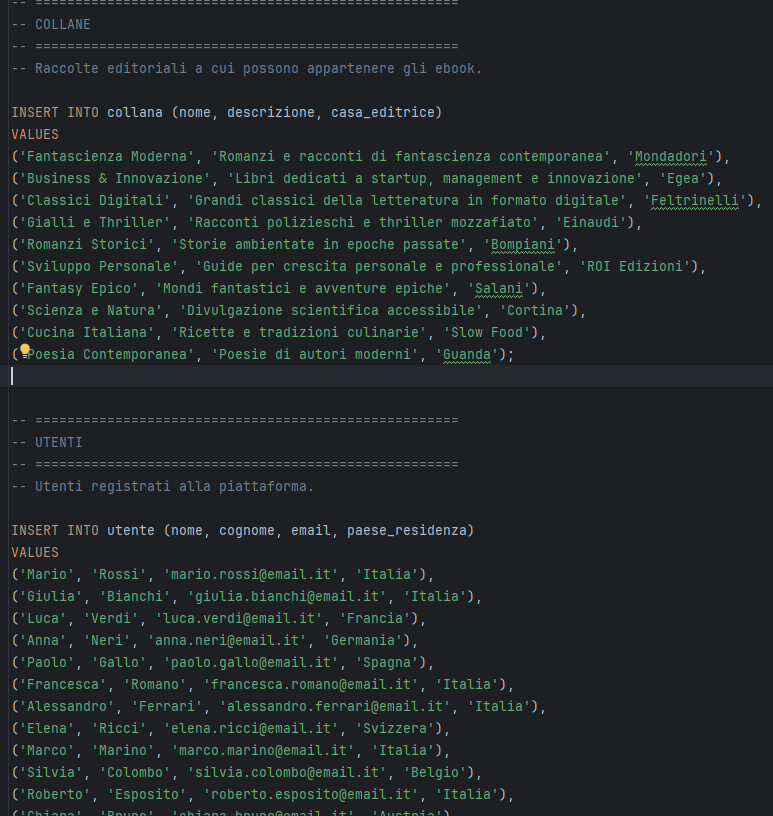 -- =====================================================
-- COLLANE
-- =====================================================
-- Raccolte editoriali a cui possono appartenere gli ebook.
INSERT INTO collana (nome, descrizione, casa_editrice)
VALUES
('Fantascienza Moderna', 'Romanzi e racconti di fantascienza contemporanea', 'Mondadori'),
('Business & Innovazione', 'Libri dedicati a startup, management e innovazione', 'Egea'),
('Classici Digitali', 'Grandi classici della letteratura in formato digitale', 'Feltrinelli'),
('Gialli e Thriller', 'Racconti polizieschi e thriller mozzafiato', 'Einaudi'),
('Romanzi Storici', 'Storie ambientate in epoche passate', 'Bompiani'),
('Sviluppo Personale', 'Guide per crescita personale e professionale', 'ROI Edizioni'),
('Fantasy Epico', 'Mondi fantastici e avventure epiche', 'Salani'),
('Scienza e Natura', 'Divulgazione scientifica accessibile', 'Cortina'),
('Cucina Italiana', 'Ricette e tradizioni culinarie', 'Slow Food'),
('Poesia Contemporanea', 'Poesie di autori moderni', 'Guanda');
-- =====================================================
-- UTENTI
-- =====================================================
-- Utenti registrati alla piattaforma.
INSERT INTO utente (nome, cognome, email, paese_residenza)
VALUES
('Mario', 'Rossi', 'mario.rossi@email.it', 'Italia'),
('Giulia', 'Bianchi', 'giulia.bianchi@email.it', 'Italia'),
('Luca', 'Verdi', 'luca.verdi@email.it', 'Francia'),
('Anna', 'Neri', 'anna.neri@email.it', 'Germania'),
('Paolo', 'Gallo', 'paolo.gallo@email.it', 'Spagna'),
('Francesca', 'Romano', 'francesca.romano@email.it', 'Italia'),
('Alessandro', 'Ferrari', 'alessandro.ferrari@email.it', 'Italia'),
('Elena', 'Ricci', 'elena.ricci@email.it', 'Svizzera'),
('Marco', 'Marino', 'marco.marino@email.it', 'Italia'),
('Silvia', 'Colombo', 'silvia.colombo@email.it', 'Belgio'),
('Roberto', 'Esposito', 'roberto.esposito@email.it', 'Italia'),
('Chiara', 'Bruno', 'chiara.bruno@email.it', 'Austria'),